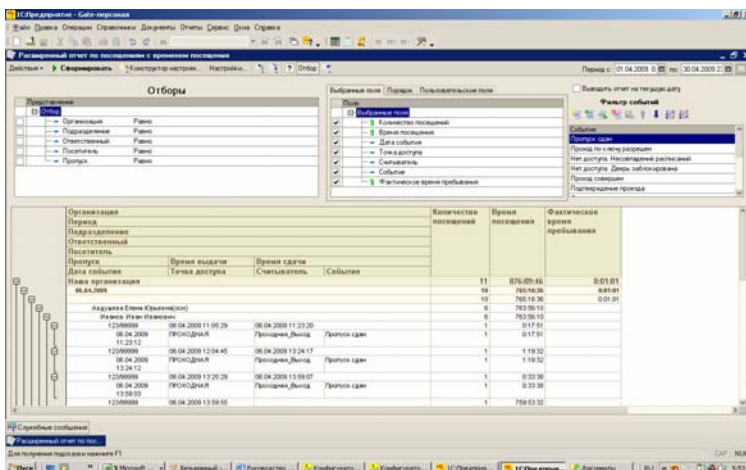 1С:Предприятие - Gate-персонал
Файл Правка Операции Справочники Документы Отчеты Сервис Окна Справка
Расширенный отчет по посещениям с временем посещения
Действия Сформировать Конструктор настроек... Настройки... Отбор Период с: 01.04.2009 0: по: 30.04.2009 23:
Отборы
Представление
Отбор
Организация Равно
Подразделение Равно
Ответственный Равно
Посетитель Равно
Пропуск Равно
Выбранные поля Порядок Пользовательские поля
Поле
Выбранные поля
Количество посещений
Время посещения
Дата события
Точка доступа
Считыватель
Событие
Фактическое время пребывания
Выводить отчет на текущую дату
Фильтр событий
Событие
Пропуск сдан
Проход по ключу разрешен
Нет доступа. Несовпадение расписаний
Нет доступа. Дверь заблокирована
Проход совершен
Подтверждение проезда
Организация Количество посещений Время посещения Фактическое время пребывания
Период
Подразделение
Ответственный
Посетитель
Пропуск Время выдачи Время сдачи
Дата события Точка доступа Считыватель Событие
Наша организация 11 876:09:46 0:01:01
06.04.2009 10 765:18:36 0:01:01
10 765:18:36 0:01:01
6 763:56:10
Иванов Иван Иванович 6 763:56:10
123/99999 06.04.2009 11:05:29 06.04.2009 11:23:20 1 0:17:51
06.04.2009 11:23:12 ПРОХОДНАЯ Проходная_Выход Пропуск сдан 1 0:17:51
123/99999 06.04.2009 12:04:45 06.04.2009 13:24:17 1 1:19:32
06.04.2009 13:24:12 ПРОХОДНАЯ Проходная_Выход Пропуск сдан 1 1:19:32
123/99999 06.04.2009 13:25:29 06.04.2009 13:59:07 1 0:33:38
06.04.2009 13:59:03 ПРОХОДНАЯ Проходная_Выход Пропуск сдан 1 0:33:38
123/99999 06.04.2009 13:59:55 1 759:53:32
Служебные сообщения
Расширенный отчет по пос...
Для получения подсказки нажмите F1 CAP NUM
Пуск